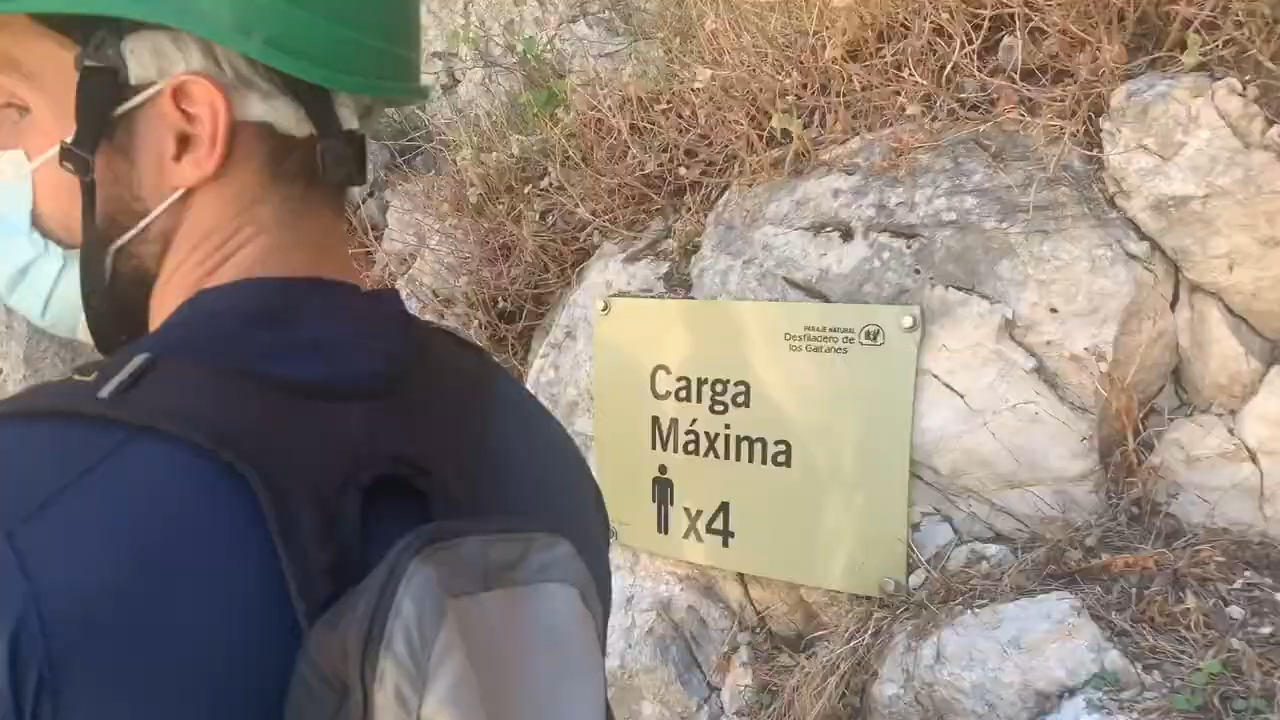 PARAJE NATURAL
Desfiladero de
los Gaitanes
Carga
Máxima
x4